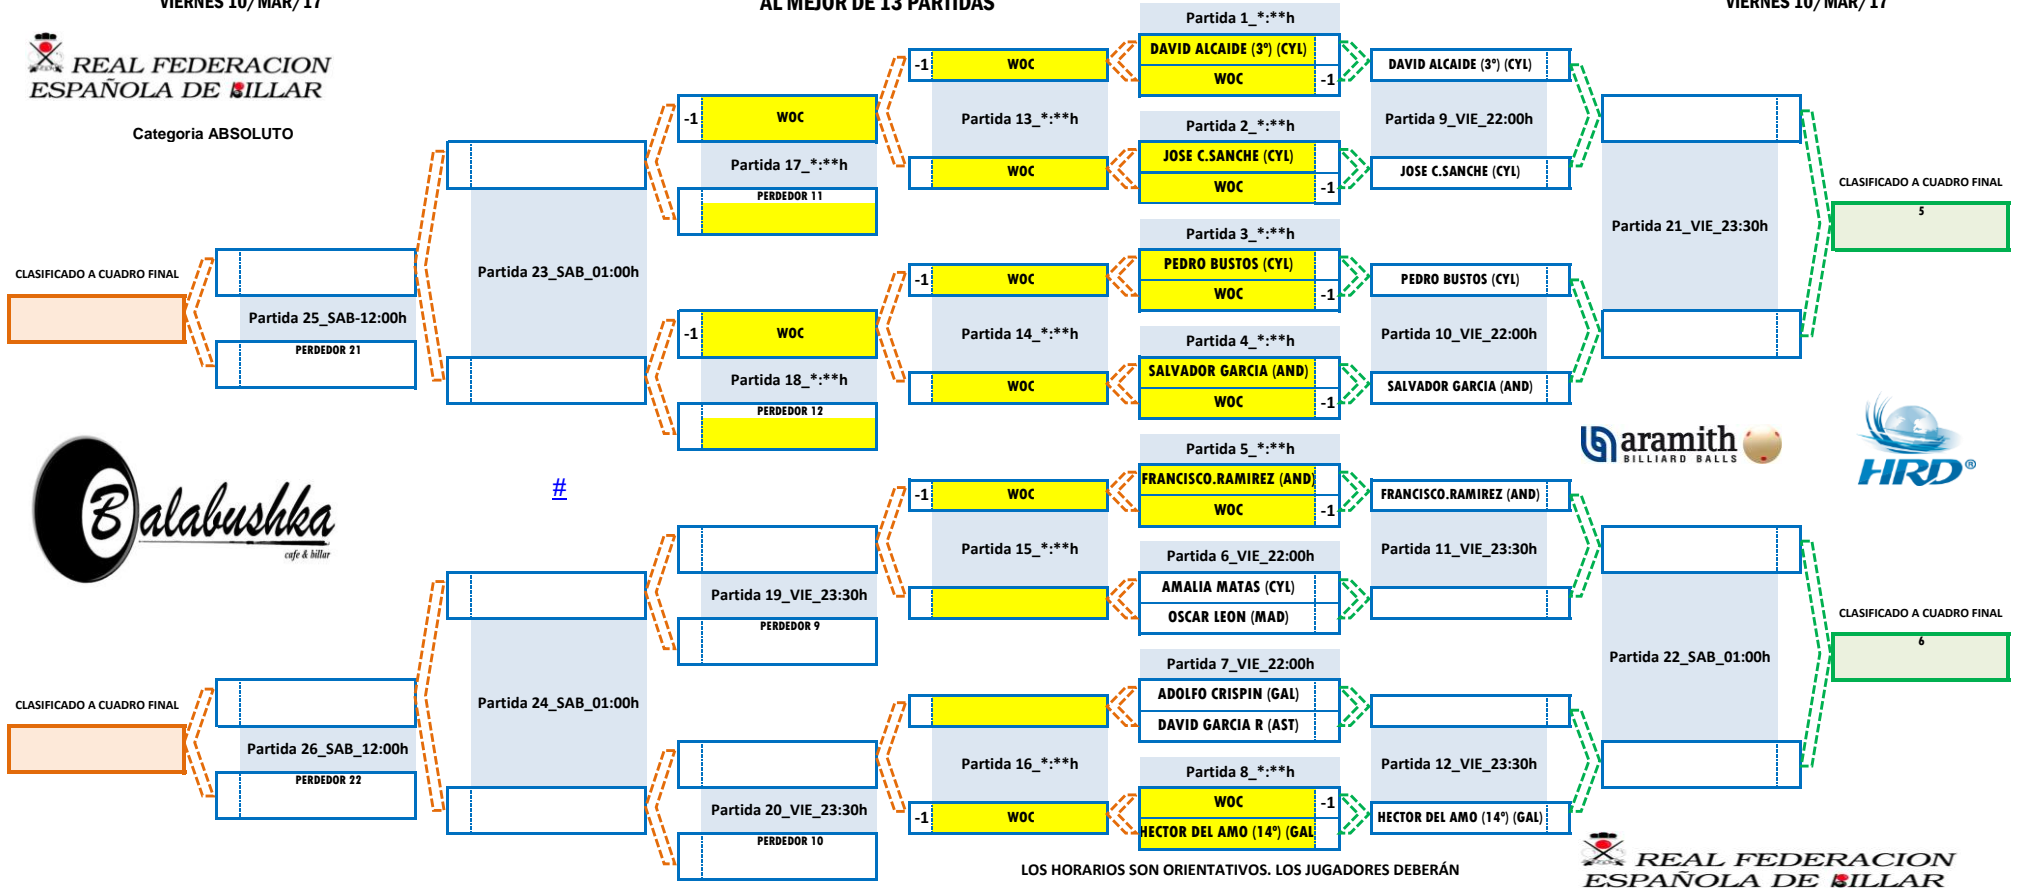 VIERNES 10/MAR/17
AL MEJOR DE 13 PARTIDAS
VIERNES 10/MAR/17
REAL FEDERACION
ESPAÑOLA DE BILLAR
Categoria ABSOLUTO
CLASIFICADO A CUADRO FINAL
Partida 25_SAB-12:00h
PERDEDOR 21
Balabushka
cafe & billar
CLASIFICADO A CUADRO FINAL
Partida 26_SAB_12:00h
PERDEDOR 22
Partida 23_SAB_01:00h
#
Partida 24_SAB_01:00h
-1 WOC
Partida 17_*:**h
PERDEDOR 11
-1 WOC
Partida 18_*:**h
PERDEDOR 12
Partida 19_VIE_23:30h
PERDEDOR 9
Partida 20_VIE_23:30h
PERDEDOR 10
-1 WOC
Partida 13_*:**h
WOC
-1 WOC
Partida 14_*:**h
WOC
-1 WOC
Partida 15_*:**h
Partida 16_*:**h
-1 WOC
Partida 1_*:**h
DAVID ALCAIDE (3º) (CYL)
WOC -1
Partida 2_*:**h
JOSE C.SANCHE (CYL)
WOC -1
Partida 3_*:**h
PEDRO BUSTOS (CYL)
WOC -1
Partida 4_*:**h
SALVADOR GARCIA (AND)
WOC -1
Partida 5_*:**h
FRANCISCO.RAMIREZ (AND)
WOC -1
Partida 6_VIE_22:00h
AMALIA MATAS (CYL)
OSCAR LEON (MAD)
Partida 7_VIE_22:00h
ADOLFO CRISPIN (GAL)
DAVID GARCIA R (AST)
Partida 8_*:**h
WOC -1
HECTOR DEL AMO (14º) (GAL
DAVID ALCAIDE (3º) (CYL)
Partida 9_VIE_22:00h
JOSE C.SANCHE (CYL)
PEDRO BUSTOS (CYL)
Partida 10_VIE_22:00h
SALVADOR GARCIA (AND)
FRANCISCO.RAMIREZ (AND)
Partida 11_VIE_23:30h
Partida 12_VIE_23:30h
HECTOR DEL AMO (14º) (GAL)
Partida 21_VIE_23:30h
Partida 22_SAB_01:00h
CLASIFICADO A CUADRO FINAL
5
aramith
BILLIARD BALLS
HRD®
CLASIFICADO A CUADRO FINAL
6
LOS HORARIOS SON ORIENTATIVOS. LOS JUGADORES DEBERÁN
REAL FEDERACION
ESPAÑOLA DE BILLAR